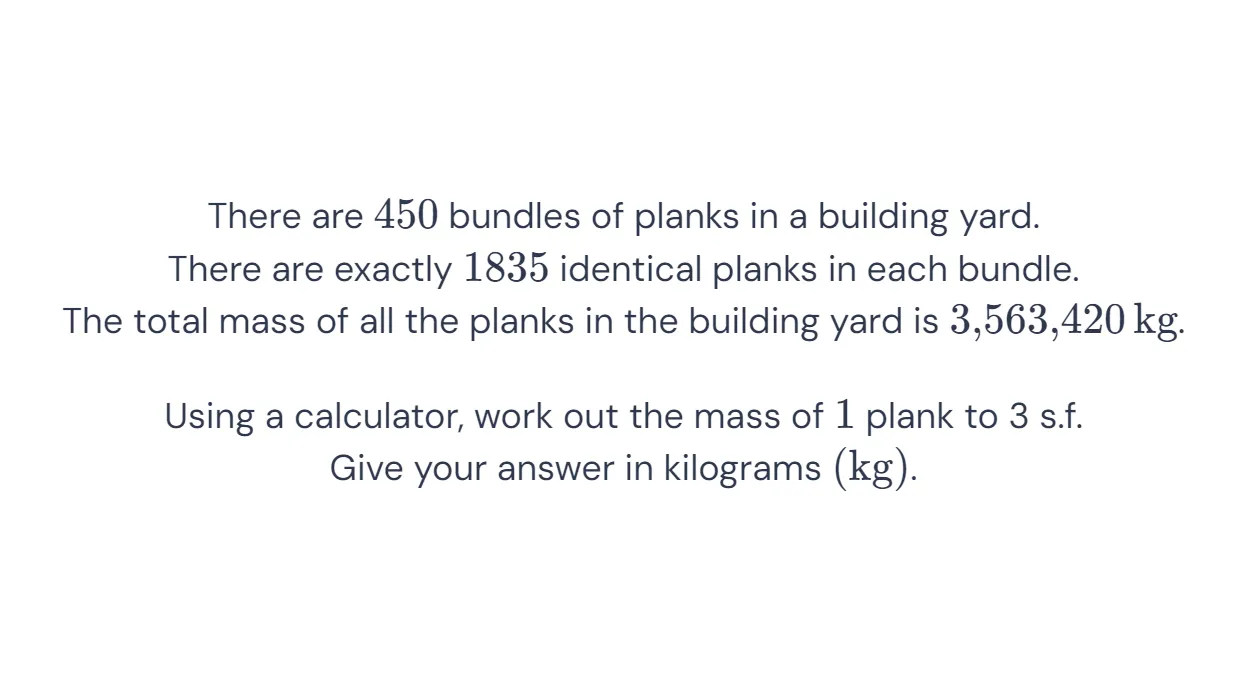 There are 450 bundles of planks in a building yard.
There are exactly 1835 identical planks in each bundle.
The total mass of all the planks in the building yard is 3,563,420 kg.
Using a calculator, work out the mass of 1 plank to 3 s.f.
Give your answer in kilograms (kg).